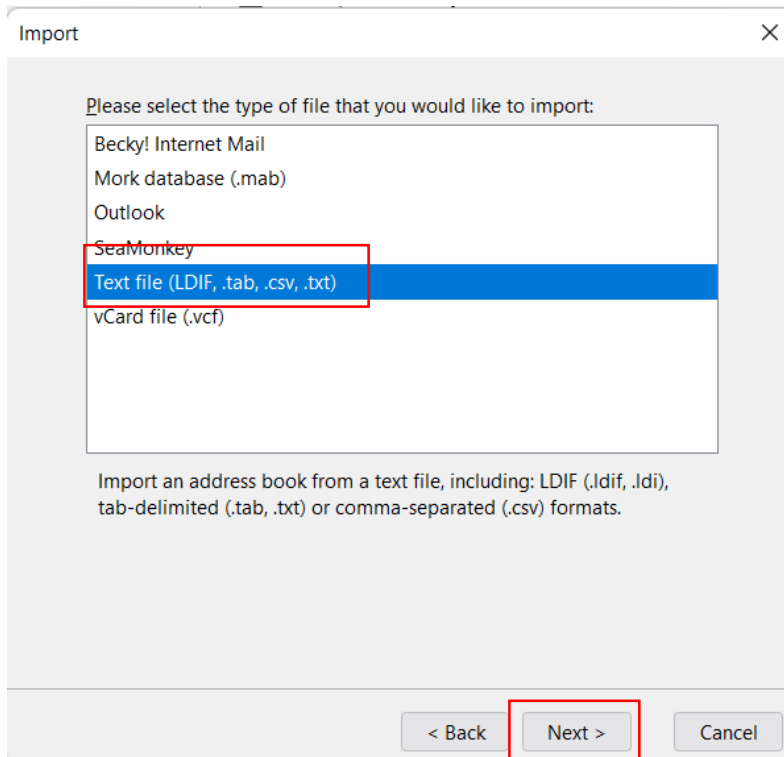 Import
Please select the type of file that you would like to import:
Becky! Internet Mail
Mork database (.mab)
Outlook
SeaMonkey
Text file (LDIF, .tab, .csv, .txt)
vCard file (.vcf)
Import an address book from a text file, including: LDIF (.ldif, .ldi),
tab-delimited (.tab, .txt) or comma-separated (.csv) formats.
< Back
Next >
Cancel